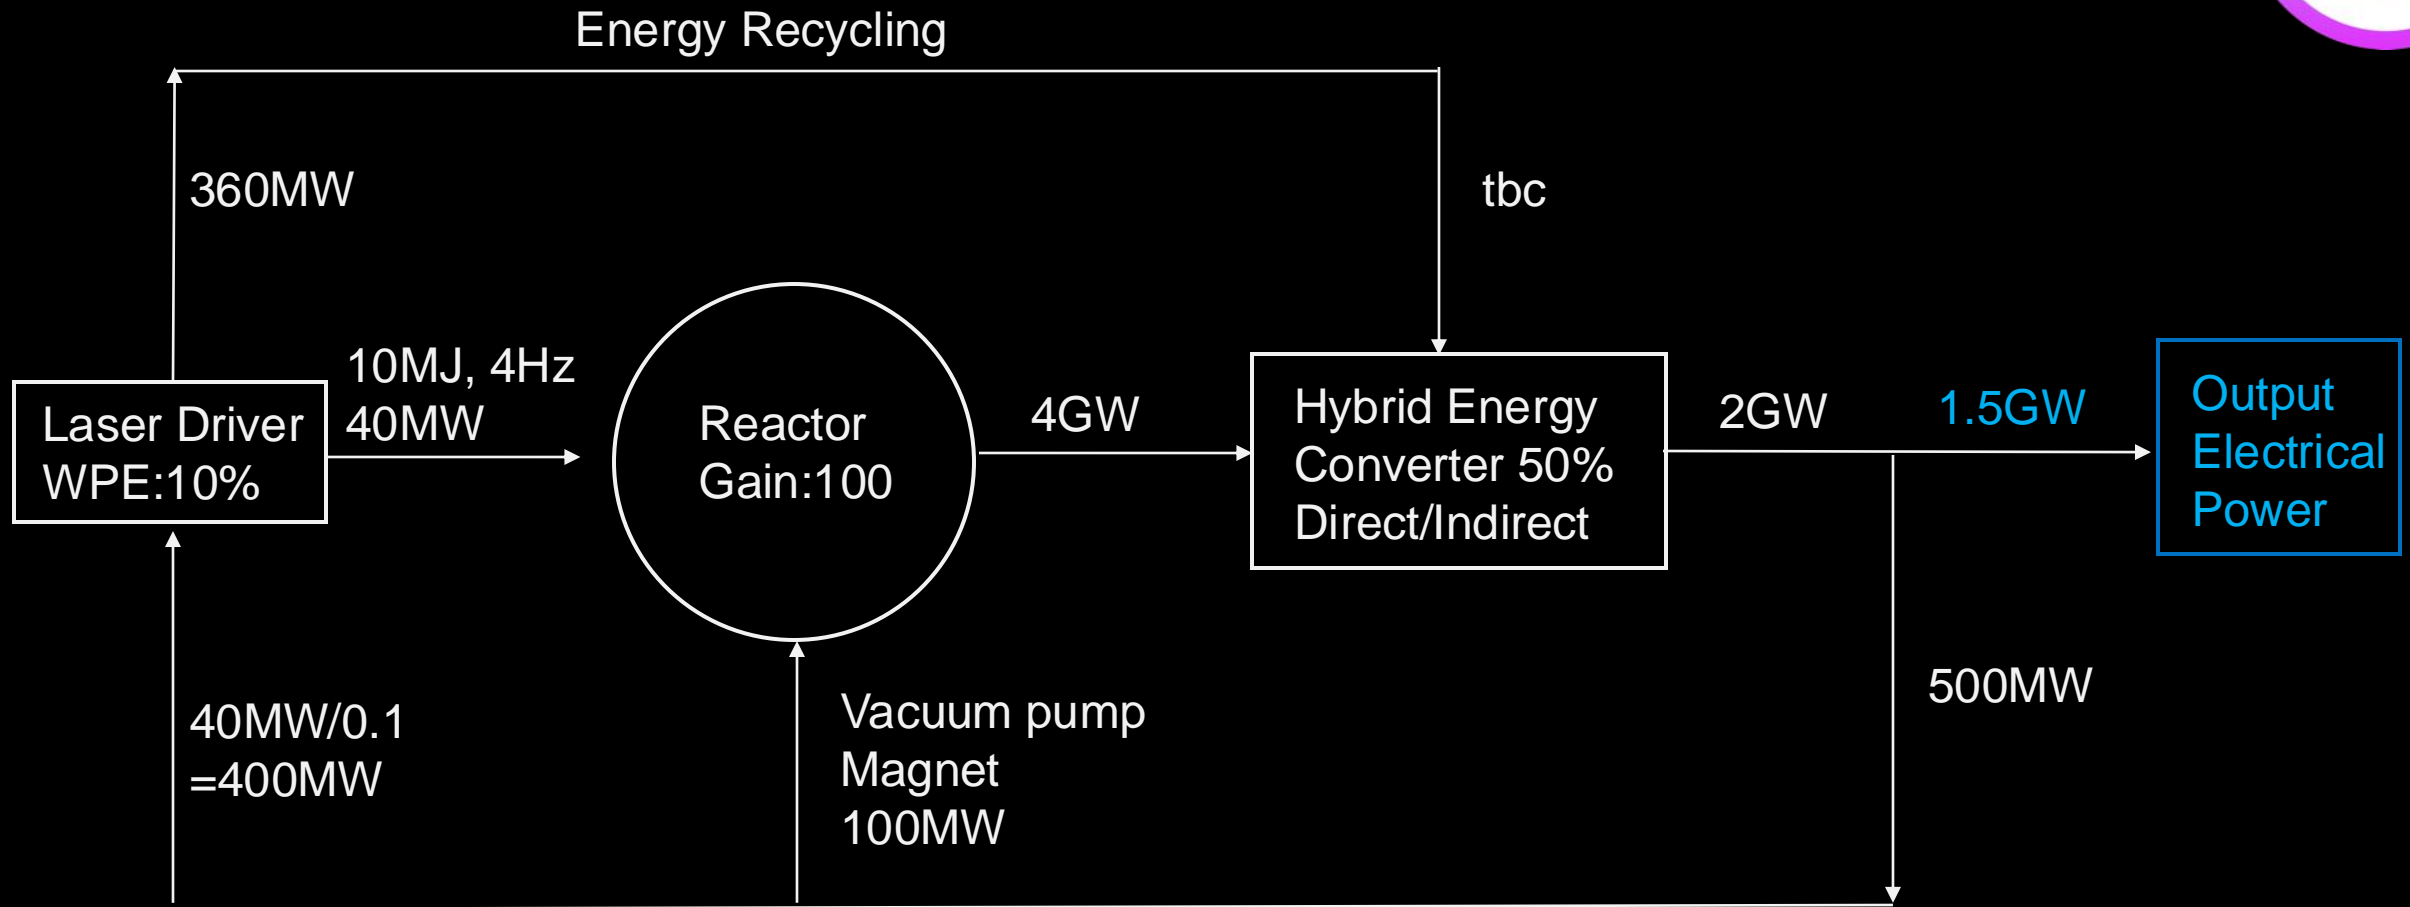 Energy Recycling
360MW
tbc
10MJ, 4Hz
40MW
Laser Driver
WPE:10%
Reactor
Gain:100
4GW
Hybrid Energy
Converter 50%
Direct/Indirect
2GW
1.5GW
Output
Electrical
Power
40MW/0.1
=400MW
Vacuum pump
Magnet
100MW
500MW